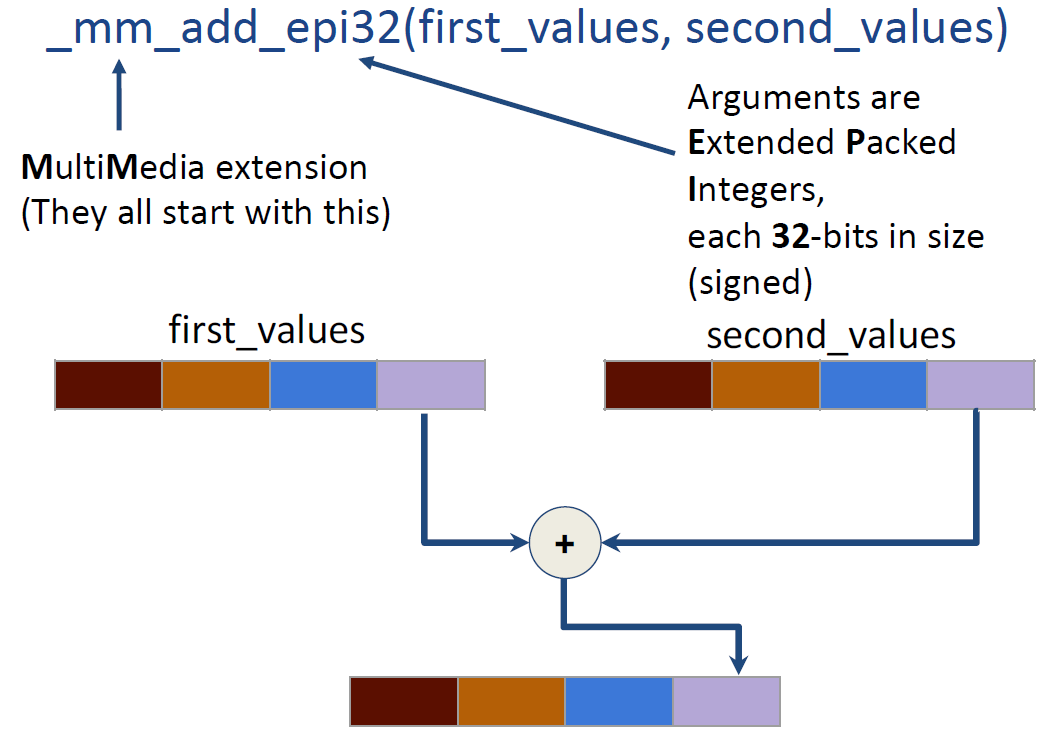 _mm_add_epi32(first_values, second_values)
MultiMedia extension
(They all start with this)
Arguments are
Extended Packed
Integers,
each 32-bits in size
(signed)
first_values
second_values
+